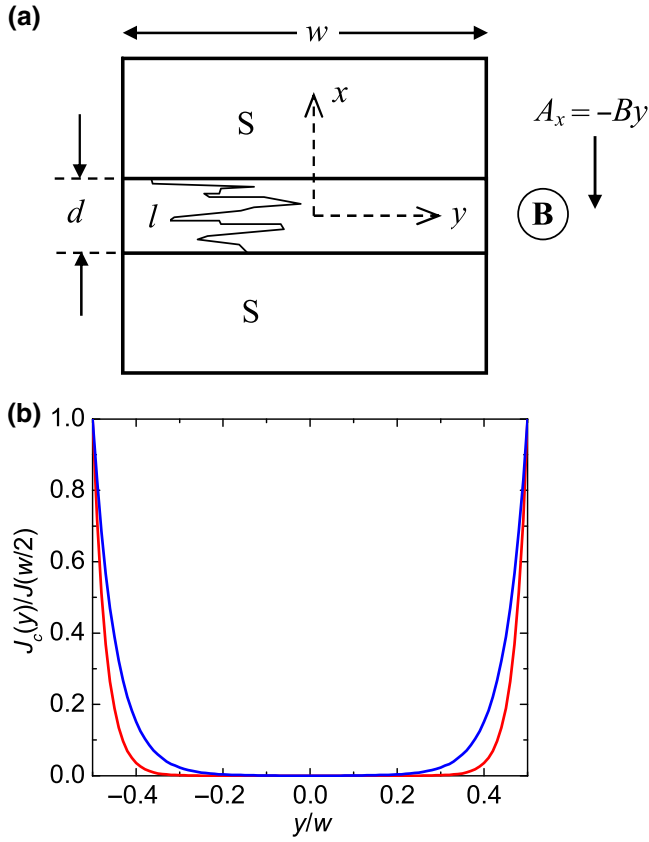 (a)
w
x
S
A_x = –By
d
l
y
B
S
(b)
1.0
0.8
0.6
0.4
0.2
0.0
J_c(y)/J(w/2)
–0.4
–0.2
0.0
0.2
0.4
y/w